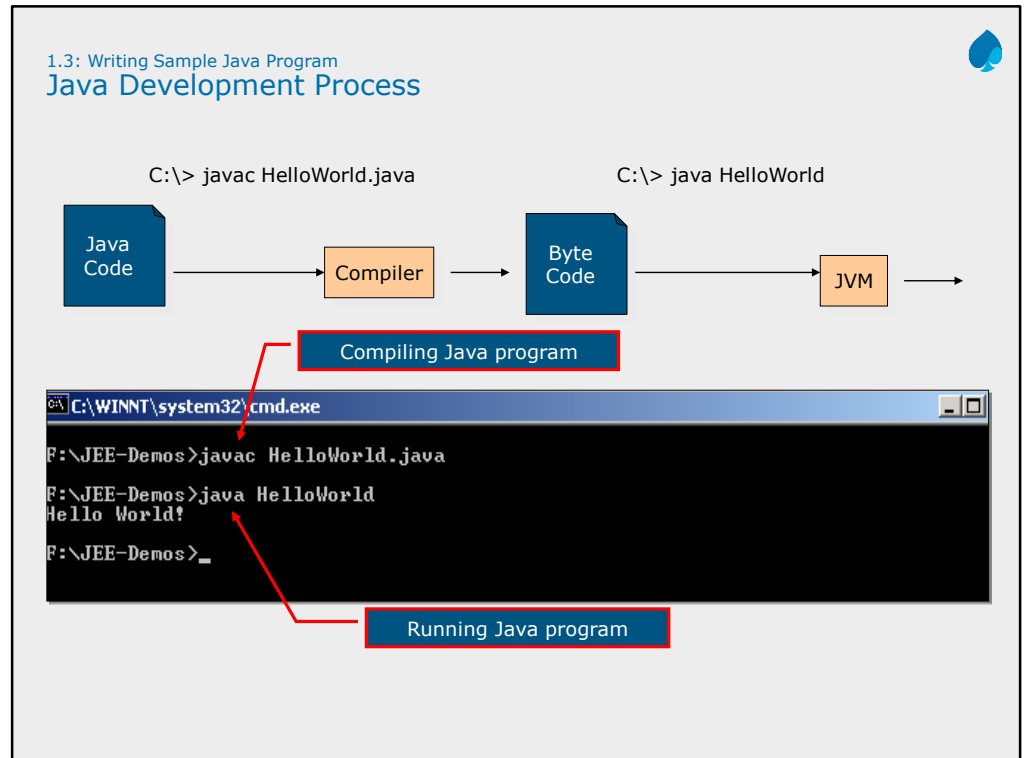 1.3: Writing Sample Java Program
Java Development Process
C:\> javac HelloWorld.java
C:\> java HelloWorld
Java
Code
Compiler
Byte
Code
JVM
Compiling Java program
C:\WINNT\system32\cmd.exe
F:\JEE-Demos>javac HelloWorld.java
F:\JEE-Demos>java HelloWorld
Hello World!
F:\JEE-Demos>_
Running Java program